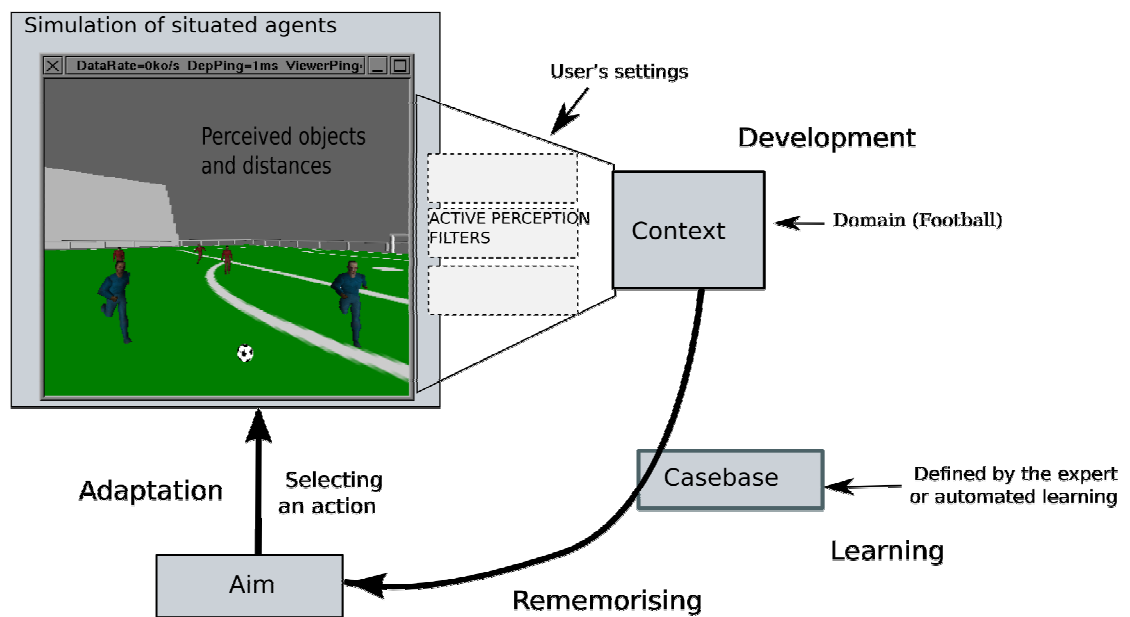 Simulation of situated agents
DataRate=0ko/s DepPing=1ms ViewerPing
Perceived objects
and distances
User's settings
Development
ACTIVE PERCEPTION
FILTERS
Context
Domain (Football)
Casebase
Defined by the expert
or automated learning
Adaptation
Selecting
an action
Learning
Aim
Rememorising